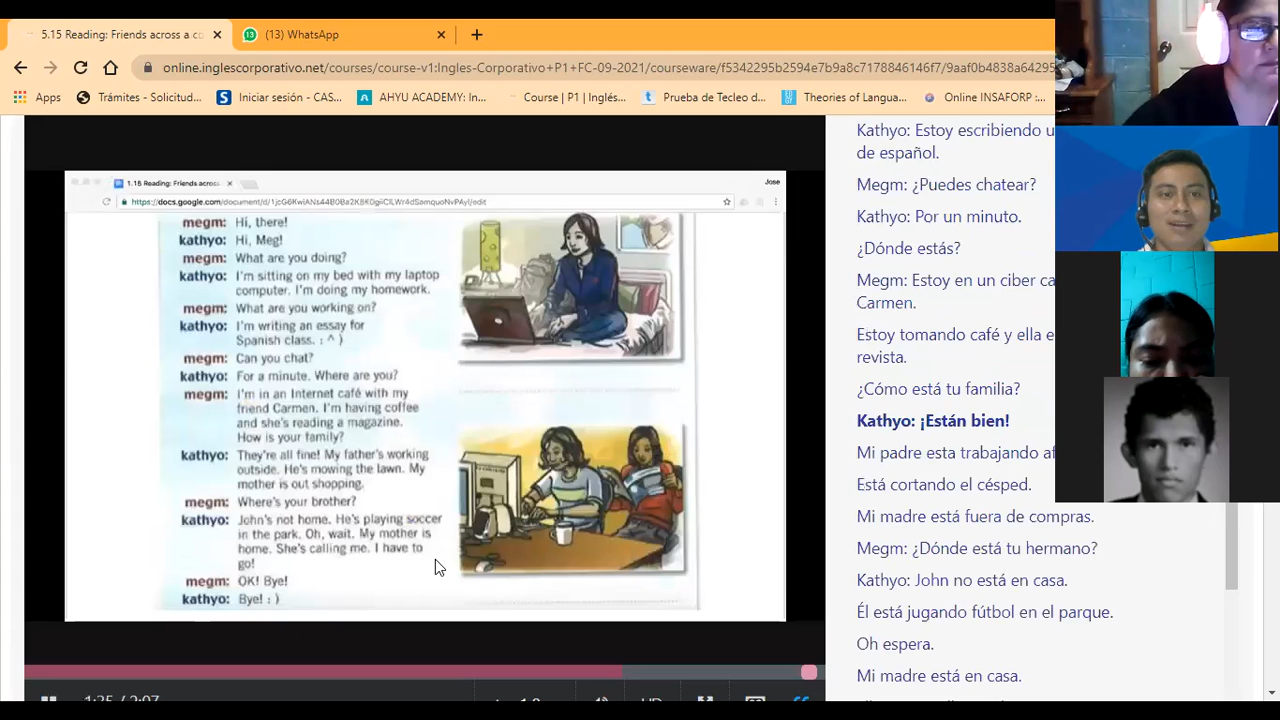 5.15 Reading: Friends across a co
(13) WhatsApp
online.inglescorporativo.net/courses/course-v1:Ingles-Corporativo+P1+FC-09-2021/courseware/f5342295b2594e7b9a8c7178846146f7/9aaf0b4838a64295
Apps
Trámites - Solicitud...
Iniciar sesión - CAS...
AHYU ACADEMY: In...
Course | P1 | Inglés...
Prueba de Tecleo d...
Theories of Langua...
Online INSAFORP :...
1.15 Reading: Friends across
Jose
megm: Hi, there!
kathyo: Hi, Meg!
megm: What are you doing?
kathyo: I'm sitting on my bed with my laptop
computer. I'm doing my homework.
megm: What are you working on?
kathyo: I'm writing an essay for
Spanish class. : ^ )
megm: Can you chat?
kathyo: For a minute. Where are you?
megm: I'm in an Internet café with my
friend Carmen. I'm having coffee
and she's reading a magazine.
How is your family?
kathyo: They're all fine! My father's working
outside. He's mowing the lawn. My
mother is out shopping.
megm: Where's your brother?
kathyo: John's not home. He's playing soccer
in the park. Oh, wait. My mother is
home. She's calling me. I have to
go!
megm: OK! Bye!
kathyo: Bye! : )
Kathyo: Estoy escribiendo u
de español.
Megm: ¿Puedes chatear?
Kathyo: Por un minuto.
¿Dónde estás?
Megm: Estoy en un ciber ca
Carmen.
Estoy tomando café y ella e
revista.
¿Cómo está tu familia?
Kathyo: ¡Están bien!
Mi padre esta trabajando af
Está cortando el césped.
Mi madre está fuera de compras.
Megm: ¿Dónde está tu hermano?
Kathyo: John no está en casa.
Él está jugando fútbol en el parque.
Oh espera.
Mi madre está en casa.